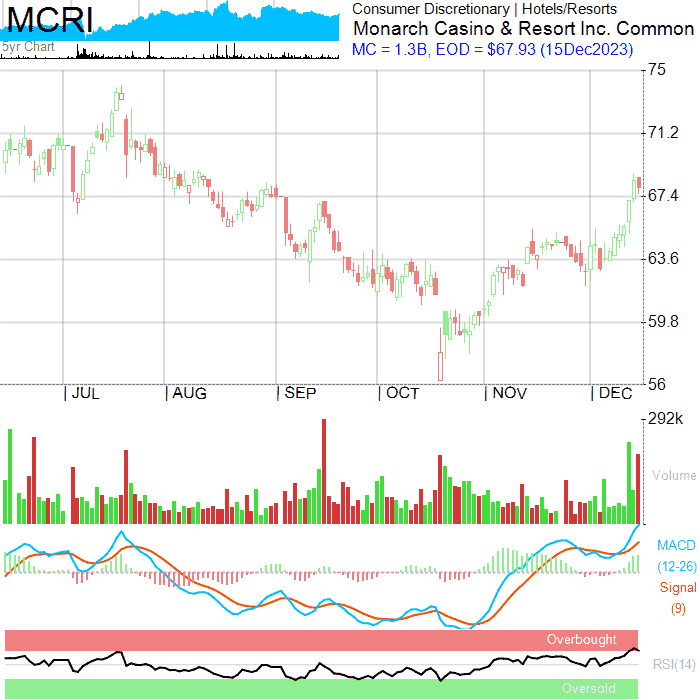 MCRI
5yr Chart
Consumer Discretionary | Hotels/Resorts
Monarch Casino & Resort Inc. Common
MC = 1.3B, EOD = $67.93 (15Dec2023)
75
71.2
67.4
63.6
59.8
56
JUL AUG SEP OCT NOV DEC
292k
Volume
MACD
(12-26)
Signal
(9)
Overbought
RSI(14)
Oversold